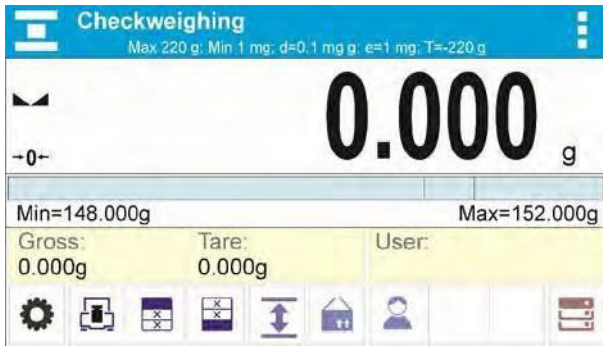 Checkweighing
Max 220 g: Min 1 mg: d=0.1 mg g: e=1 mg: T=-220 g
0.000 g
→0←
Min=148.000g Max=152.000g
Gross: Tare: User:
0.000g 0.000g